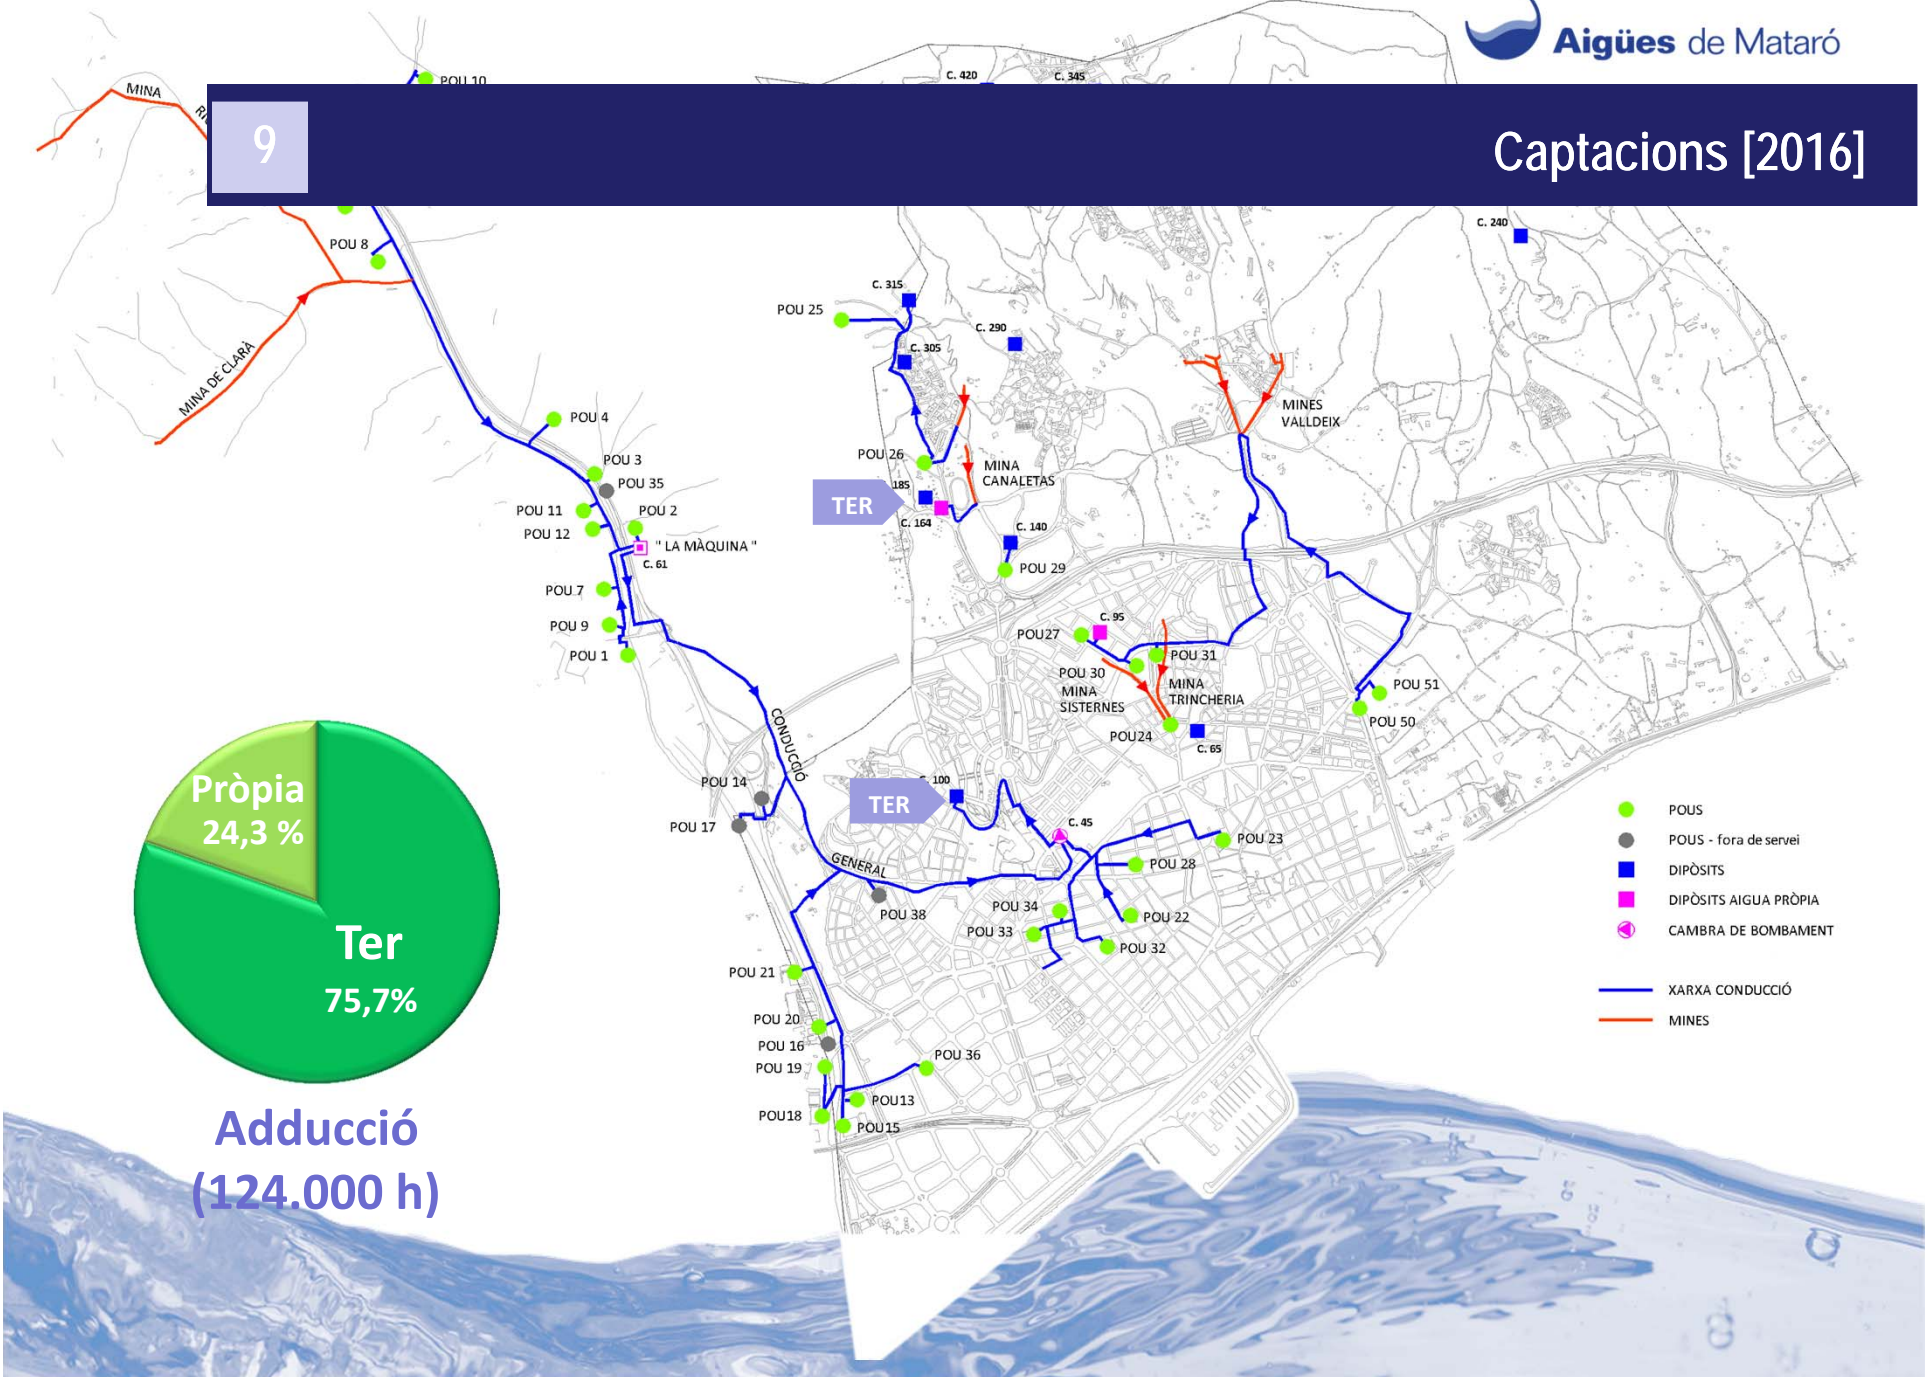 Aigües de Mataró
9
Captacions [2016]
MINA
POU 10
C. 420
C. 345
C. 240
POU 8
MINA DE CLARÀ
C. 315
POU 25
C. 290
C. 305
POU 4
MINES
VALLDEIX
POU 3
POU 35
POU 26
MINA
CANALETAS
185
TER
C. 164
POU 11
POU 2
POU 12
C. 140
" LA MÀQUINA "
C. 61
POU 29
POU 7
POU 9
C. 95
POU27
POU 1
POU 31
POU 30
MINA
SISTERNES
MINA
TRINCHERIA
POU 51
POU 50
POU24
C. 65
CONDUCCIÓ
POU 14
100
TER
POU 17
C. 45
POU 23
GENERAL
POU 28
POU 38
POU 34
POU 22
POU 33
POU 32
POU 21
POU 20
POU 16
POU 36
POU 19
POU13
POU18
POU15
Pròpia
24,3 %
Ter
75,7%
Adducció
(124.000 h)
POUS
POUS - fora de servei
DIPÒSITS
DIPÒSITS AIGUA PRÒPIA
CAMBRA DE BOMBAMENT
XARXA CONDUCCIÓ
MINES